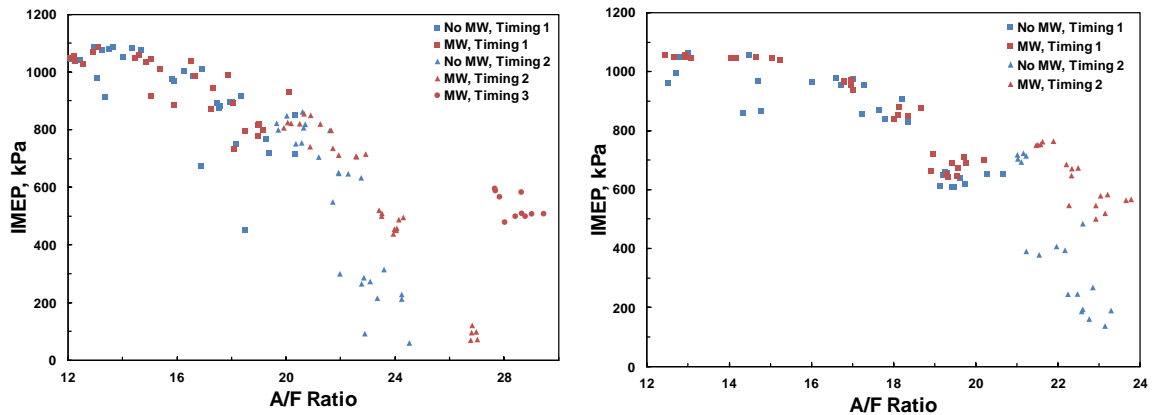 1200
1000
800
600
400
200
0
IMEP, kPa
12
16
20
24
28
A/F Ratio
No MW, Timing 1
MW, Timing 1
No MW, Timing 2
MW, Timing 2
MW, Timing 3
1200
1000
800
600
400
200
0
IMEP, kPa
12
14
16
18
20
22
24
A/F Ratio
No MW, Timing 1
MW, Timing 1
No MW, Timing 2
MW, Timing 2